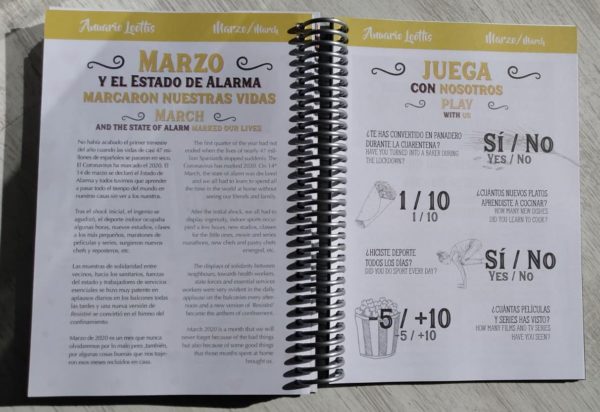 Anuario Leottis
Marzo/March
MARZO
Y EL ESTADO DE ALARMA
MARCARON NUESTRAS VIDAS
MARCH
AND THE STATE OF ALARM MARKED OUR LIVES
No había acabado el primer trimestre
del año cuando las vidas de casi 47 mi-
llones de españoles se pararon en seco.
El Coronavirus ha marcado el 2020. El
14 de marzo se declaró el Estado de
Alarma y todos tuvimos que aprender
a pasar todo el tiempo del mundo en
nuestras casas sin ver a los nuestros.
Tras el shock inicial, el ingenio se
agudizó, el deporte indoor ocupaba
algunas horas, nuevos estudios, clases
a los más pequeños, maratones de
películas y series, surgieron nuevos
chefs y reposteros, etc.
Las muestras de solidaridad entre
vecinos, hacia los sanitarios, fuerzas
del estado y trabajadores de servicios
esenciales se hizo muy patente en
aplausos diarios en los balcones todas
las tardes y una nueva versión de
Resistiré se convirtió en el himno del
confinamiento.
Marzo de 2020 es un mes que nunca
olvidaremos por lo malo pero, también,
por algunas cosas buenas que nos traje-
ron esos meses recluidos en casa.
The first quarter of the year had not
ended when the lives of nearly 47 mi-
llion Spaniards stopped suddenly. The
Coronavirus has marked 2020. On 14th
March, the state of alarm was declared
and we all had to learn to spend all
the time in the world at home without
seeing our friends and family.
After the initial shock, we all had to
display ingenuity, indoor sports occu-
pied a few hours, new studies, classes
for the little ones, movie and series
marathons, new chefs and pastry chefs
emerged, etc.
The displays of solidarity between
neighbours, towards health workers,
state forces and essential services
workers were very evident in the daily
applause on the balconies every after-
noon and a new version of Resistiré
became the anthem of confinement.
March 2020 is a month that we will
never forget because of the bad things
but also because of some good things
that those months spent at home
brought us.
Anuario Leottis
Marzo/March
JUEGA
CON NOSOTROS
PLAY
WITH US
¿TE HAS CONVERTIDO EN PANADERO
DURANTE LA CUARENTENA?
HAVE YOU TURNED INTO A BAKER DURING
THE LOCKDOWN?
Sí / No
Yes / No
1 / 10
1 / 10
¿CUÁNTOS NUEVOS PLATOS
APRENDISTE A COCINAR?
HOW MANY NEW DISHES
DID YOU LEARN TO COOK?
¿HICISTE DEPORTE
TODOS LOS DÍAS?
DID YOU DO SPORT EVERY DAY?
Sí / No
Yes / No
-5 / +10
-5 / +10
¿CUÁNTAS PELÍCULAS
Y SERIES HAS VISTO?
HOW MANY FILMS AND TV SERIES
HAVE YOU SEEN?